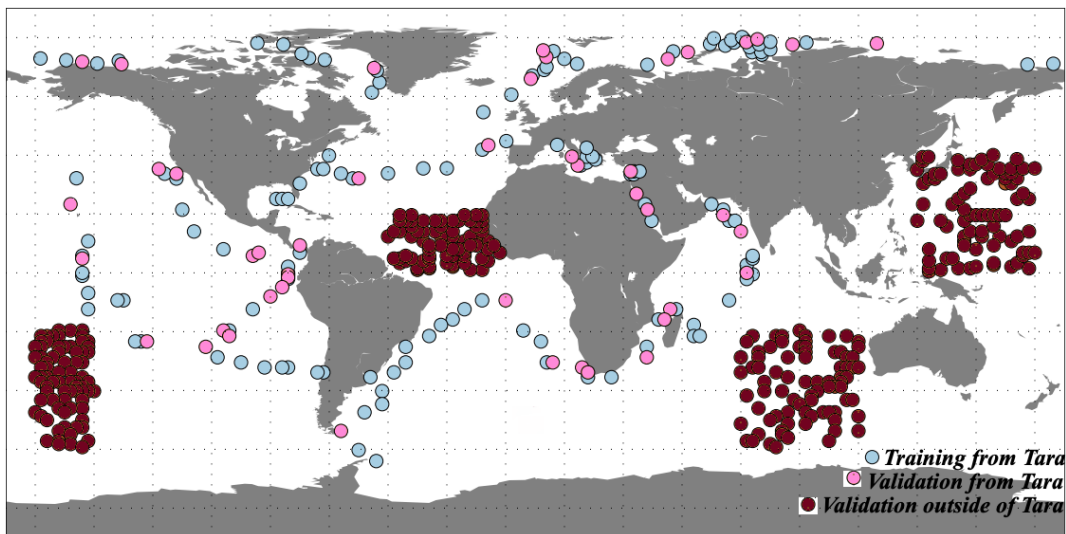 Training from Tara
Validation from Tara
Validation outside of Tara